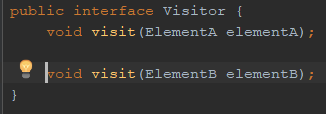 public interface Visitor {
    void visit(ElementA elementA);
    void visit(ElementB elementB);
}